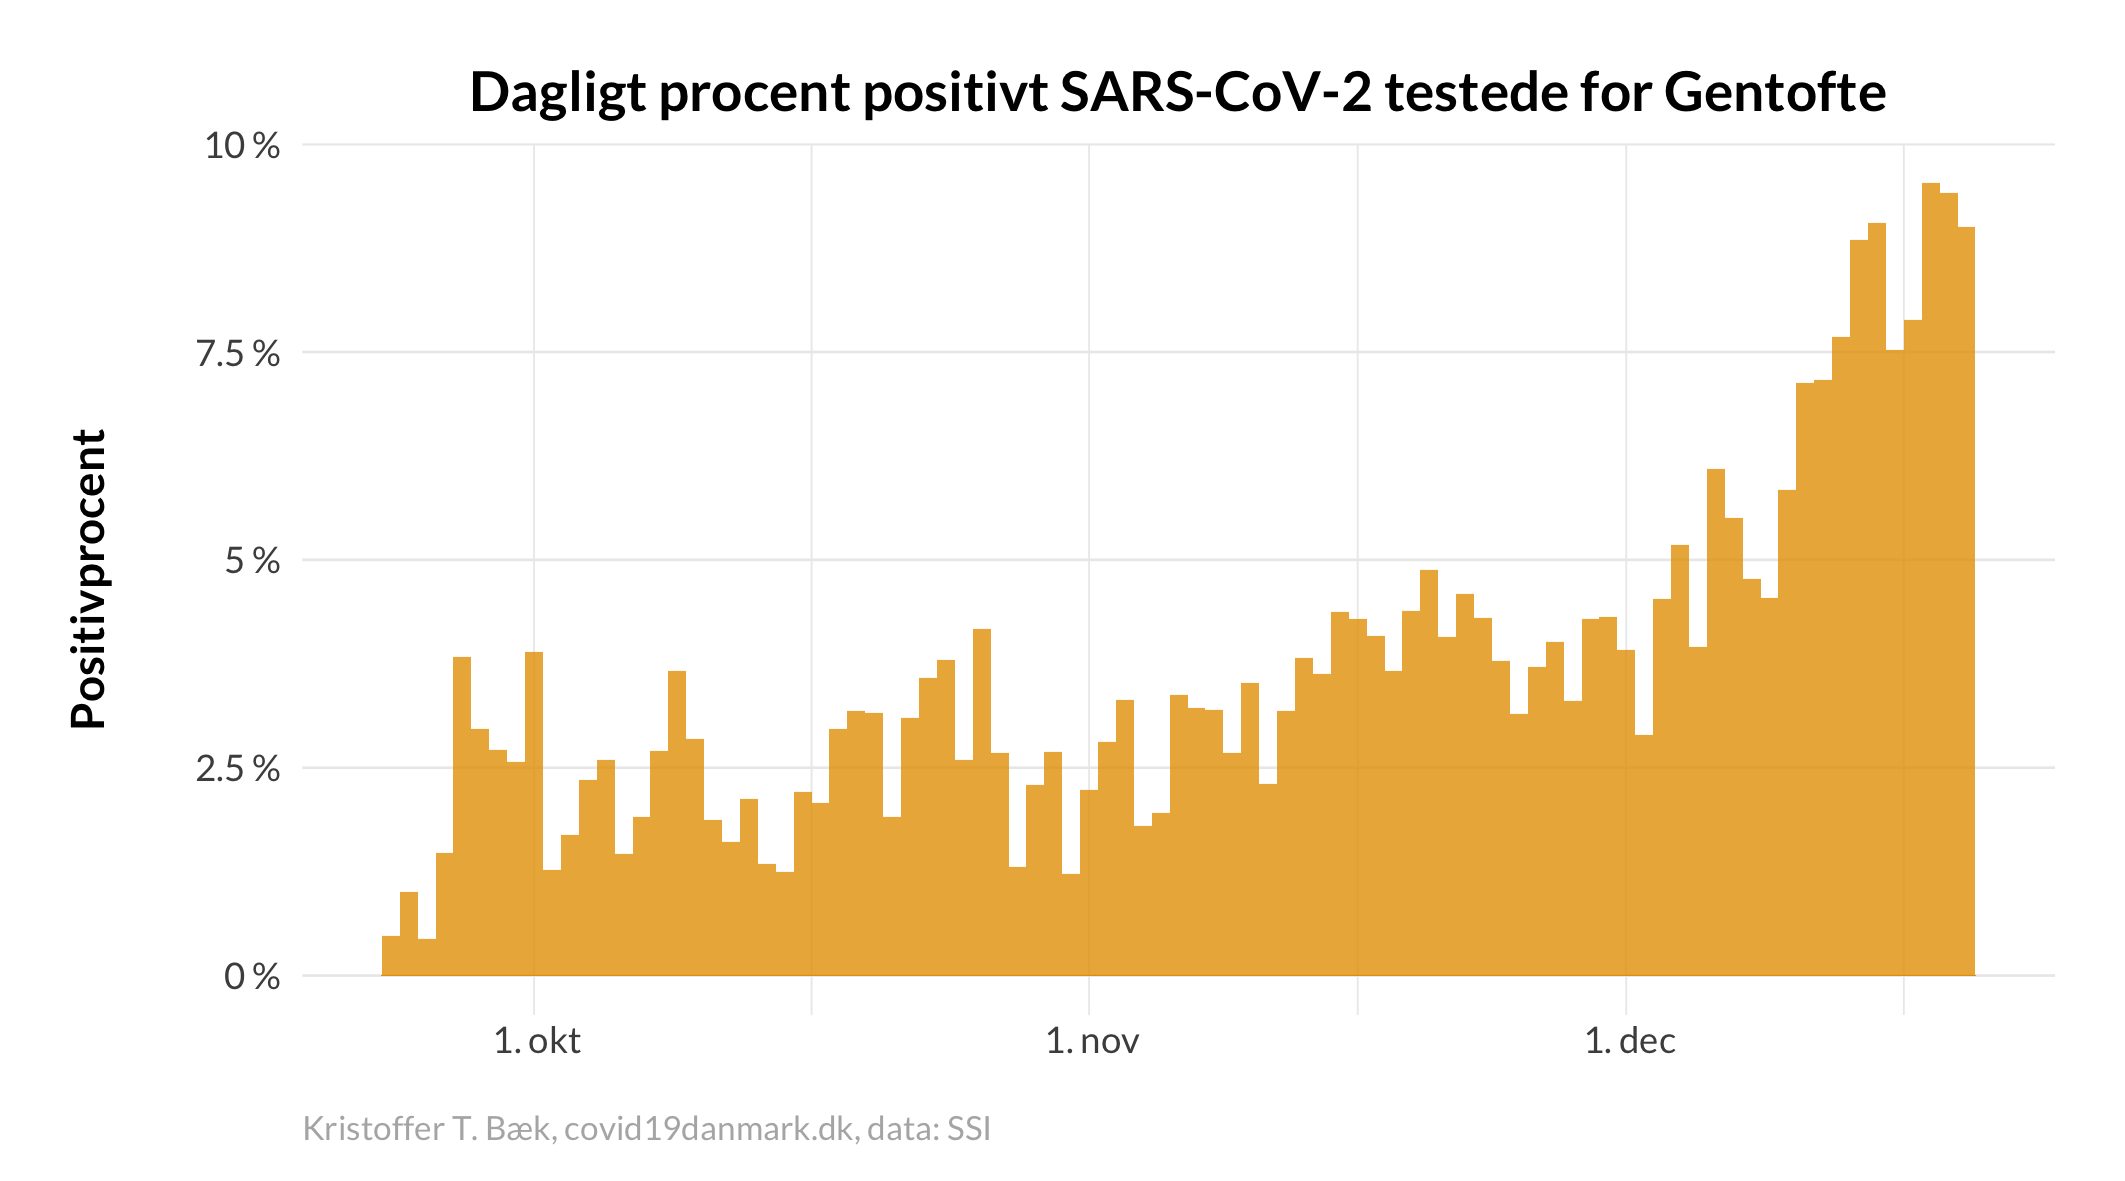 Dagligt procent positivt SARS-CoV-2 testede for Gentofte
10 %
7.5 %
5 %
2.5 %
0 %
Positivprocent
1. okt
1. nov
1. dec
Kristoffer T. Bæk, covid19danmark.dk, data: SSI